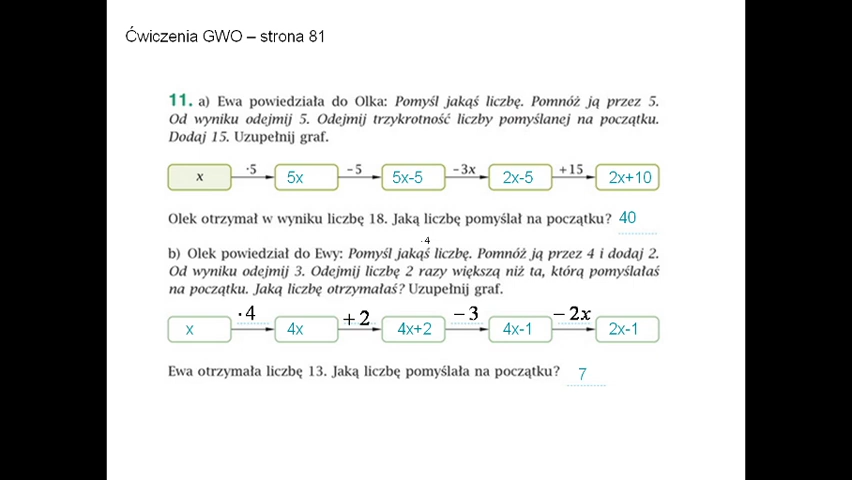 Ćwiczenia GWO – strona 81
11. a) Ewa powiedziała do Olka: Pomyśl jakąś liczbę. Pomnóż ją przez 5.
Od wyniku odejmij 5. Odejmij trzykrotność liczby pomyślanej na początku.
Dodaj 15. Uzupełnij graf.
x ·5 5x –5 5x-5 –3x 2x-5 +15 2x+10
Olek otrzymał w wyniku liczbę 18. Jaką liczbę pomyślał na początku? 40
·4
b) Olek powiedział do Ewy: Pomyśl jakąś liczbę. Pomnóż ją przez 4 i dodaj 2.
Od wyniku odejmij 3. Odejmij liczbę 2 razy większą niż ta, którą pomyślałaś
na początku. Jaką liczbę otrzymałaś? Uzupełnij graf.
x ·4 4x +2 4x+2 −3 4x-1 −2x 2x-1
Ewa otrzymała liczbę 13. Jaką liczbę pomyślała na początku? 7